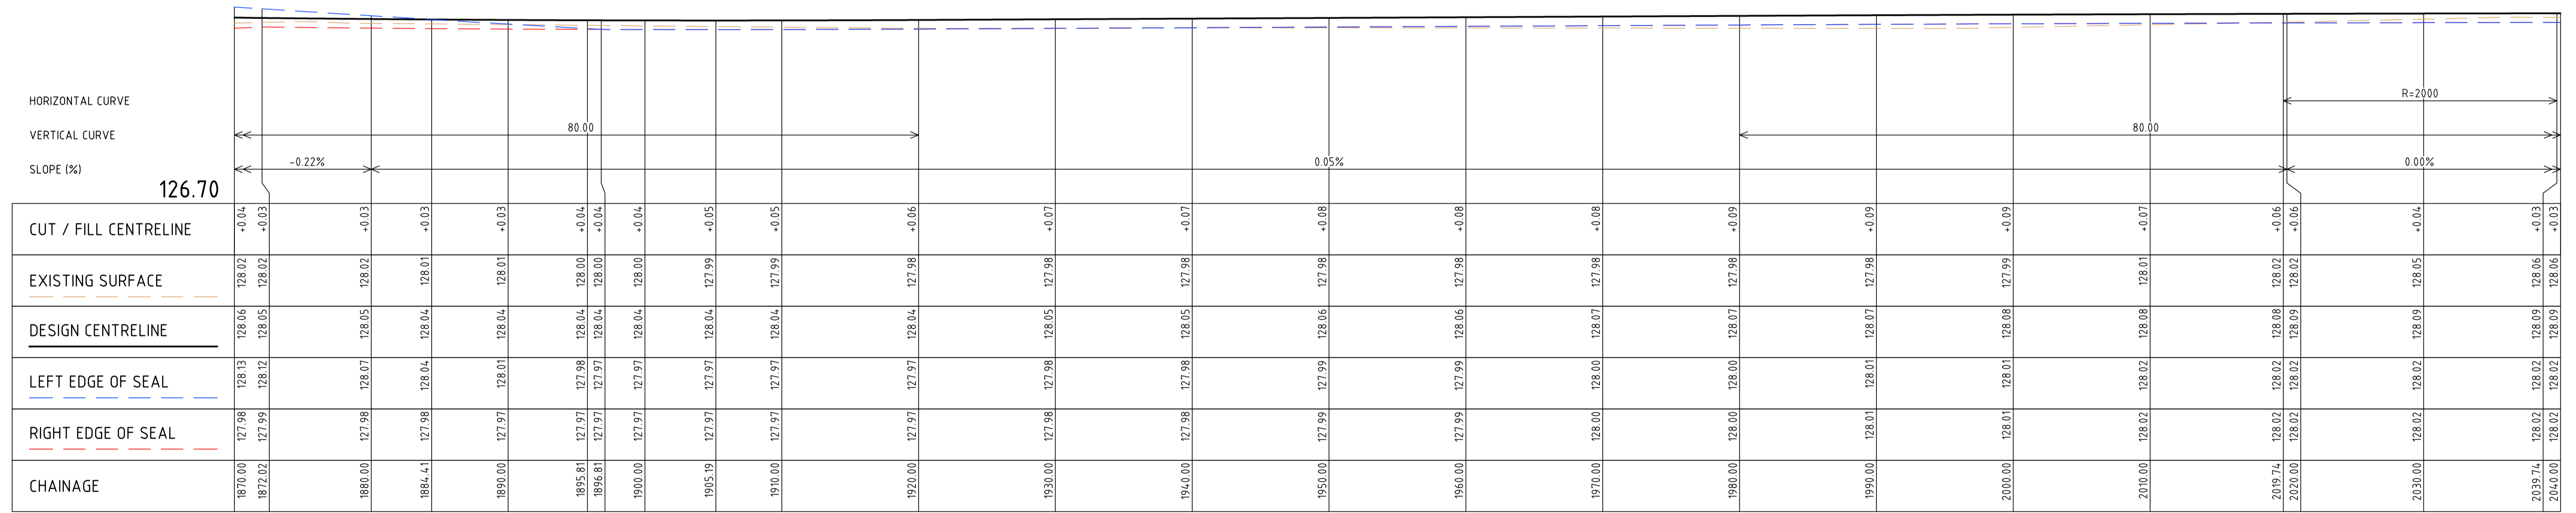 HORIZONTAL CURVE R=2000
VERTICAL CURVE 80.00 80.00
SLOPE (%) -0.22% 0.05% 0.00%
126.70
CUT / FILL CENTRELINE +0.04 +0.03 +0.03 +0.03 +0.03 +0.04 +0.04 +0.04 +0.05 +0.05 +0.06 +0.07 +0.07 +0.08 +0.08 +0.08 +0.09 +0.09 +0.09 +0.07 +0.06 +0.06 +0.04 +0.03 +0.03
EXISTING SURFACE 128.02 128.02 128.02 128.01 128.01 128.00 128.00 128.00 127.99 127.99 127.98 127.98 127.98 127.98 127.98 127.98 127.98 127.98 127.99 128.01 128.02 128.02 128.05 128.06 128.06
DESIGN CENTRELINE 128.06 128.05 128.05 128.04 128.04 128.04 128.04 128.04 128.04 128.04 128.04 128.05 128.05 128.06 128.06 128.07 128.07 128.07 128.08 128.08 128.08 128.09 128.09 128.09 128.09
LEFT EDGE OF SEAL 128.13 128.12 128.07 128.04 128.01 127.98 127.97 127.97 127.97 127.97 127.97 127.98 127.98 127.99 127.99 128.00 128.00 128.01 128.01 128.02 128.02 128.02 128.02 128.02 128.02
RIGHT EDGE OF SEAL 127.98 127.99 127.98 127.98 127.97 127.97 127.97 127.97 127.97 127.97 127.97 127.98 127.98 127.99 127.99 128.00 128.00 128.01 128.01 128.02 128.02 128.02 128.02 128.02 128.02
CHAINAGE 1870.00 1872.02 1880.00 1884.41 1890.00 1895.81 1896.81 1900.00 1905.19 1910.00 1920.00 1930.00 1940.00 1950.00 1960.00 1970.00 1980.00 1990.00 2000.00 2010.00 2019.74 2020.00 2030.00 2039.74 2040.00